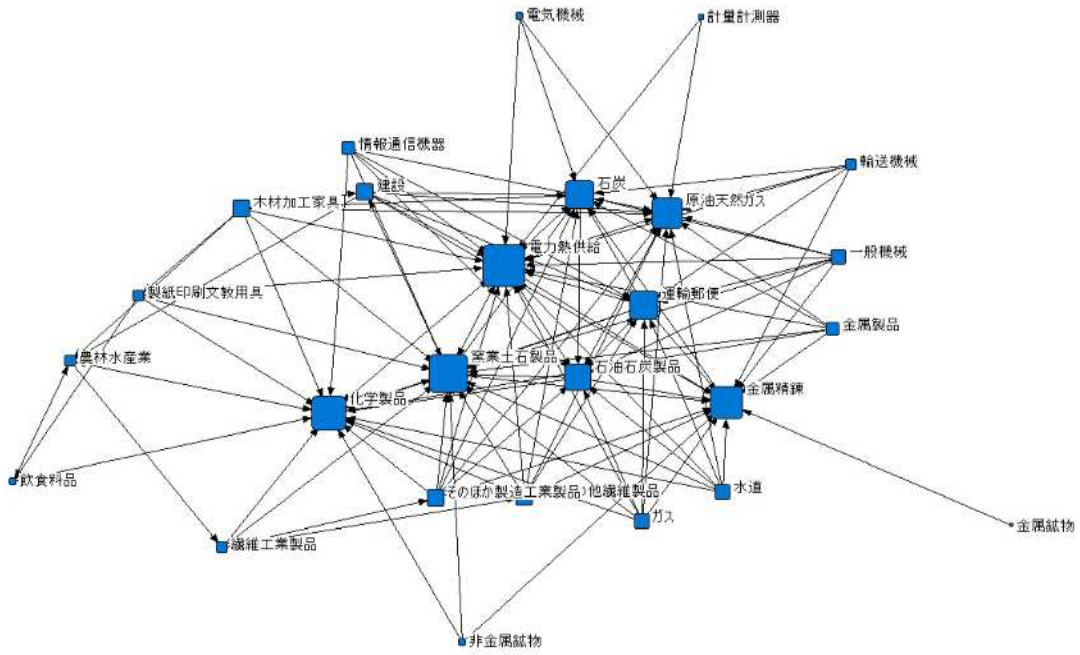 電気機械
計量計測器
情報通信機器
輸送機械
建設
石炭
原油天然ガス
木材加工家具
電力熱供給
一般機械
製紙印刷文教用具
運輸郵便
金属製品
農林水産業
窯業土石製品
石油石炭製品
金属精錬
化学製品
飲食料品
そのほか製造工業製品
他繊維製品
水道
ガス
金属鉱物
繊維工業製品
非金属鉱物